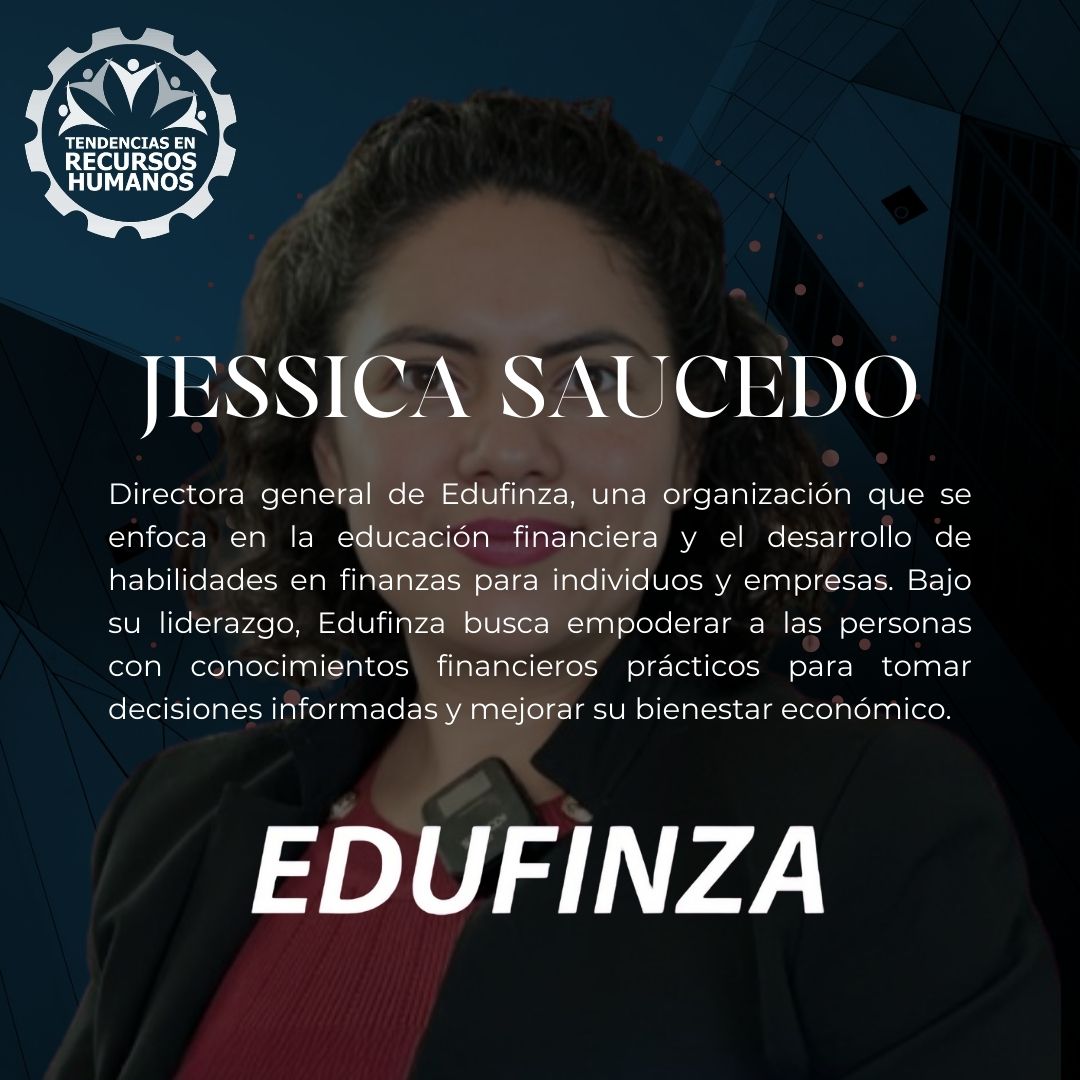 TENDENCIAS EN
RECURSOS
HUMANOS
JESSICA SAUCEDO
Directora general de Edufinza, una organización que se
enfoca en la educación financiera y el desarrollo de
habilidades en finanzas para individuos y empresas. Bajo
su liderazgo, Edufinza busca empoderar a las personas
con conocimientos financieros prácticos para tomar
decisiones informadas y mejorar su bienestar económico.
EDUFINZA